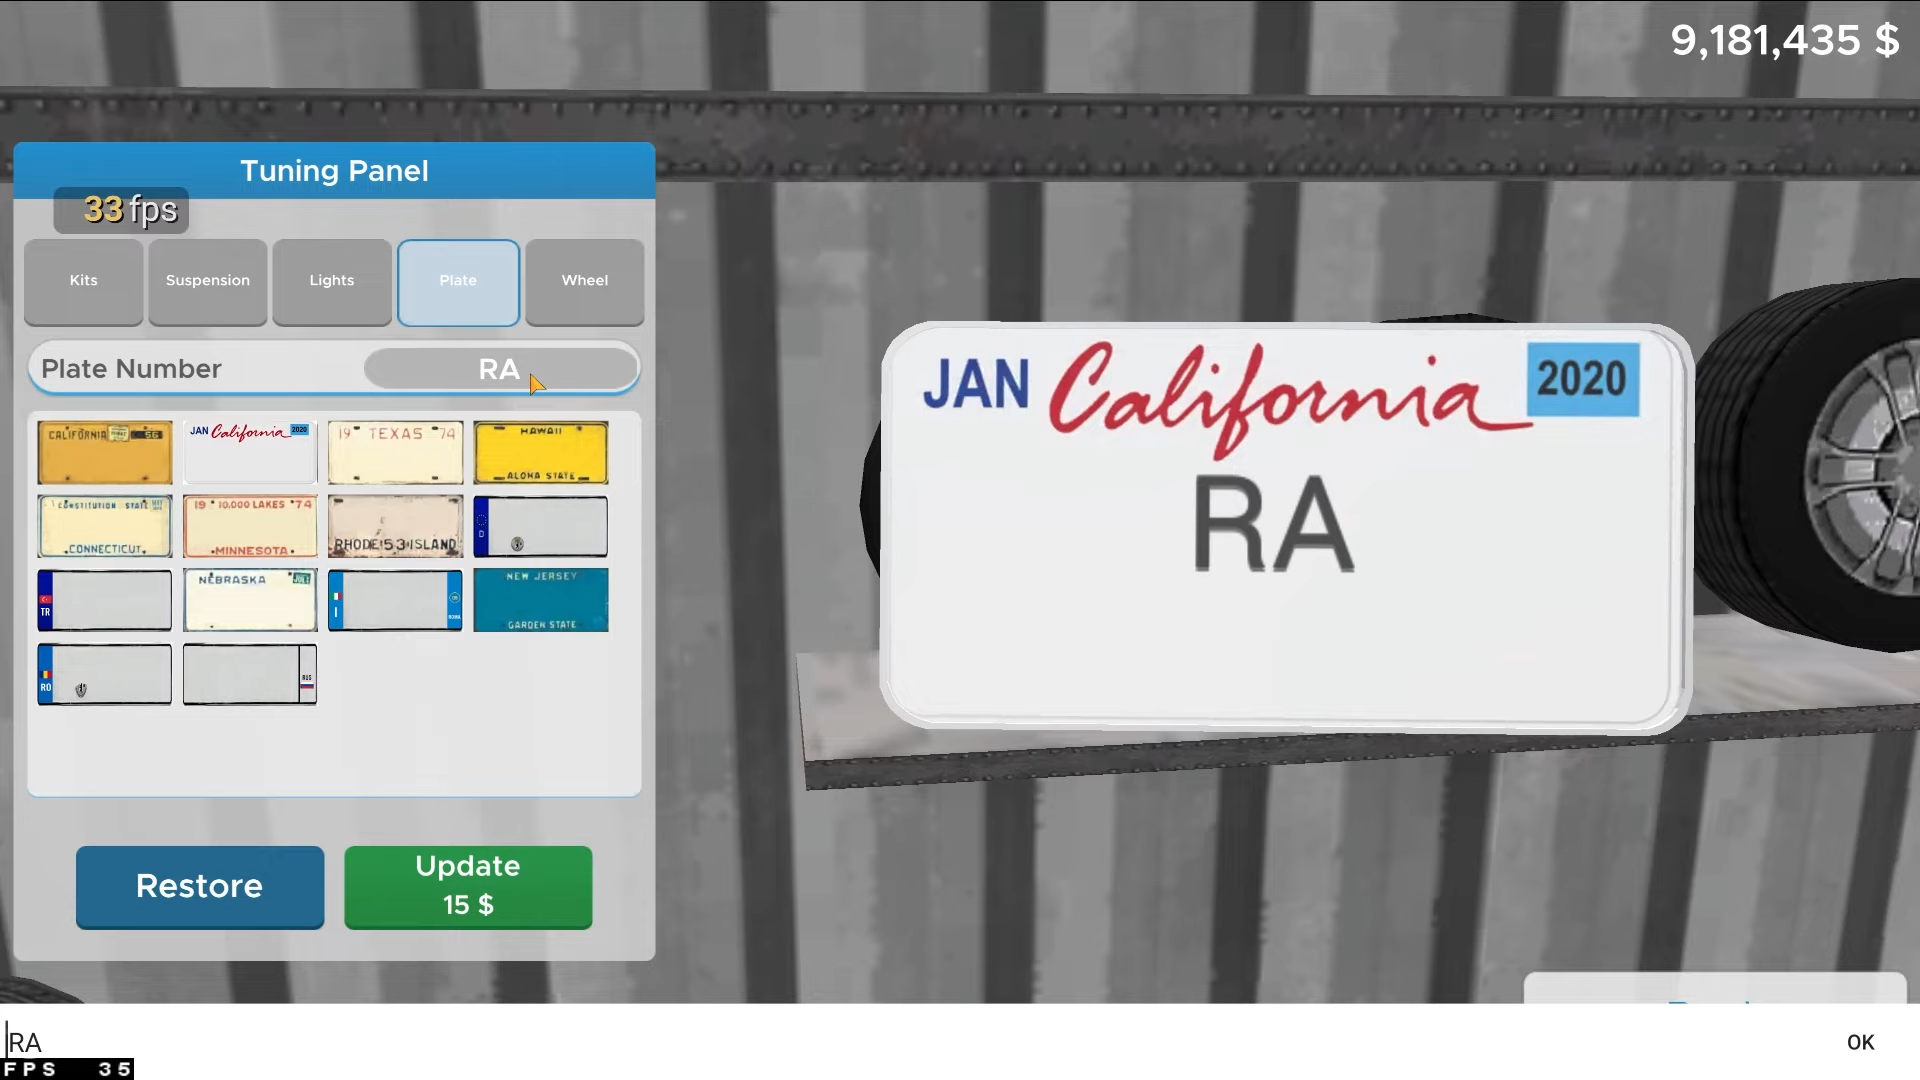 9,181,435 $
Tuning Panel
33 fps
Kits
Suspension
Lights
Plate
Wheel
Plate Number
RA
CALIFORNIA 56
JAN California 2020
19 TEXAS 74
HAWAII
ALOHA STATE
CONSTITUTION STATE
CONNECTICUT
19 10,000 LAKES 74
MINNESOTA
RHODE 53 ISLAND
D
TR
NEBRASKA
I
NEW JERSEY
GARDEN STATE
RO
RUS
Restore
Update
15 $
JAN California 2020
RA
RA
OK
FPS 35